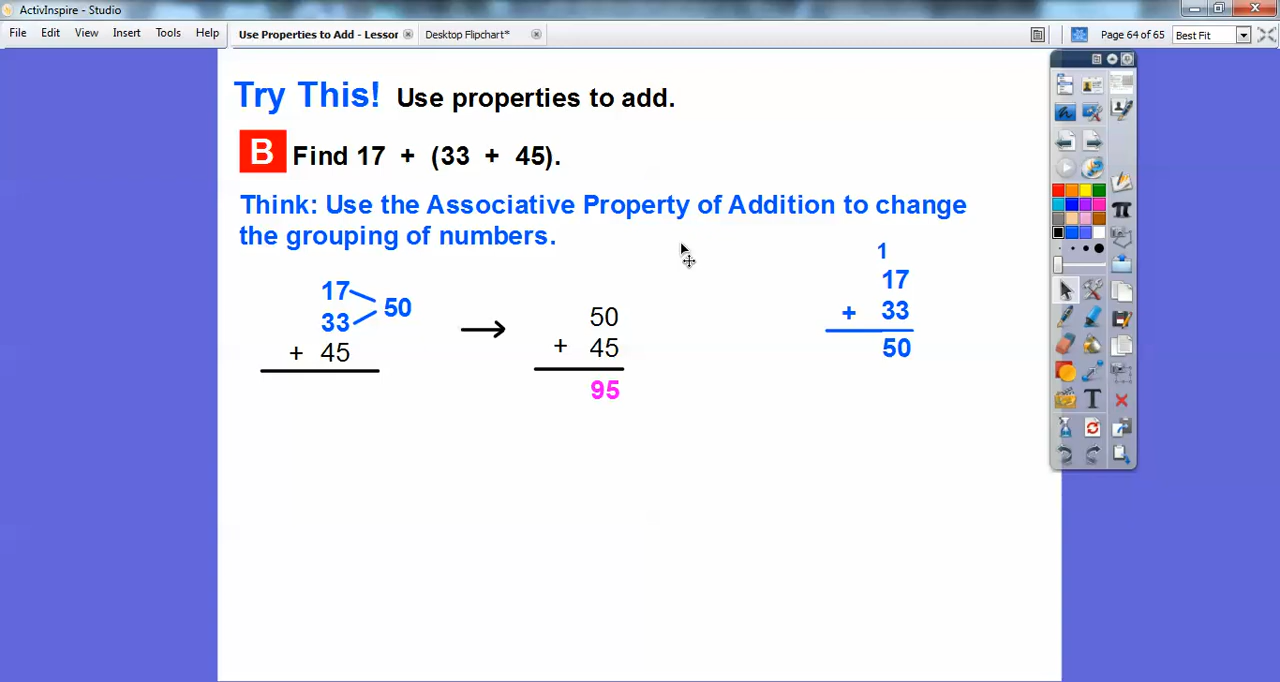 ActivInspire - Studio
File Edit View Insert Tools Help
Use Properties to Add - Lessor
Desktop Flipchart*
Page 64 of 65
Best Fit
Try This! Use properties to add.
B Find 17 + (33 + 45).
Think: Use the Associative Property of Addition to change
the grouping of numbers.
17
33
50
+ 45
50
+ 45
95
1
17
+ 33
50